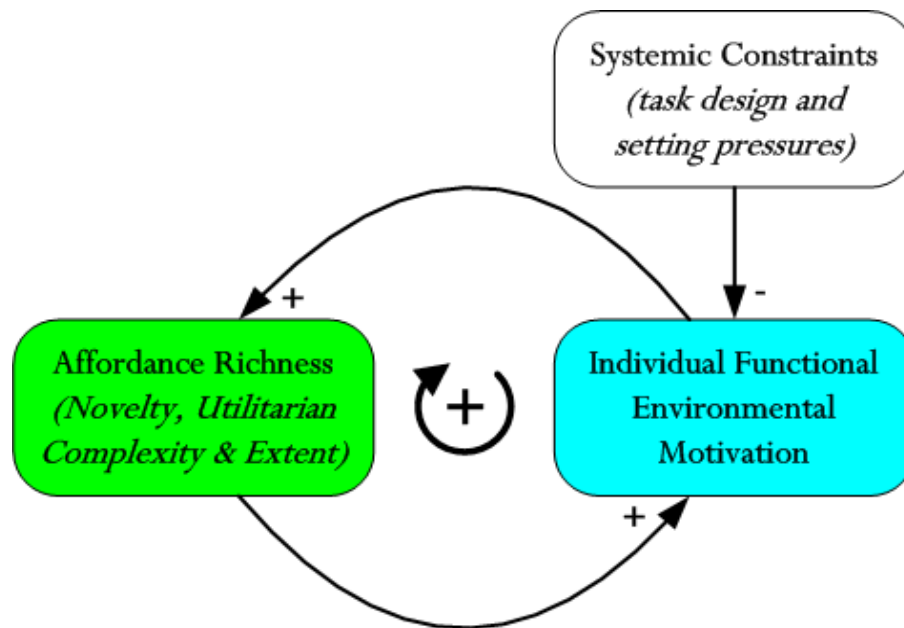 Systemic Constraints
(task design and
setting pressures)
-
+
Affordance Richness
(Novelty, Utilitarian
Complexity & Extent)
+
Individual Functional
Environmental
Motivation
+